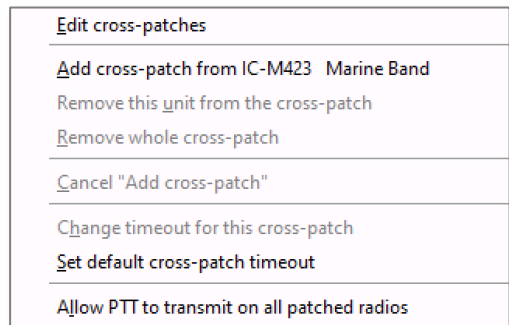 Edit cross-patches
Add cross-patch from IC-M423 Marine Band
Remove this unit from the cross-patch
Remove whole cross-patch
Cancel "Add cross-patch"
Change timeout for this cross-patch
Set default cross-patch timeout
Allow PTT to transmit on all patched radios